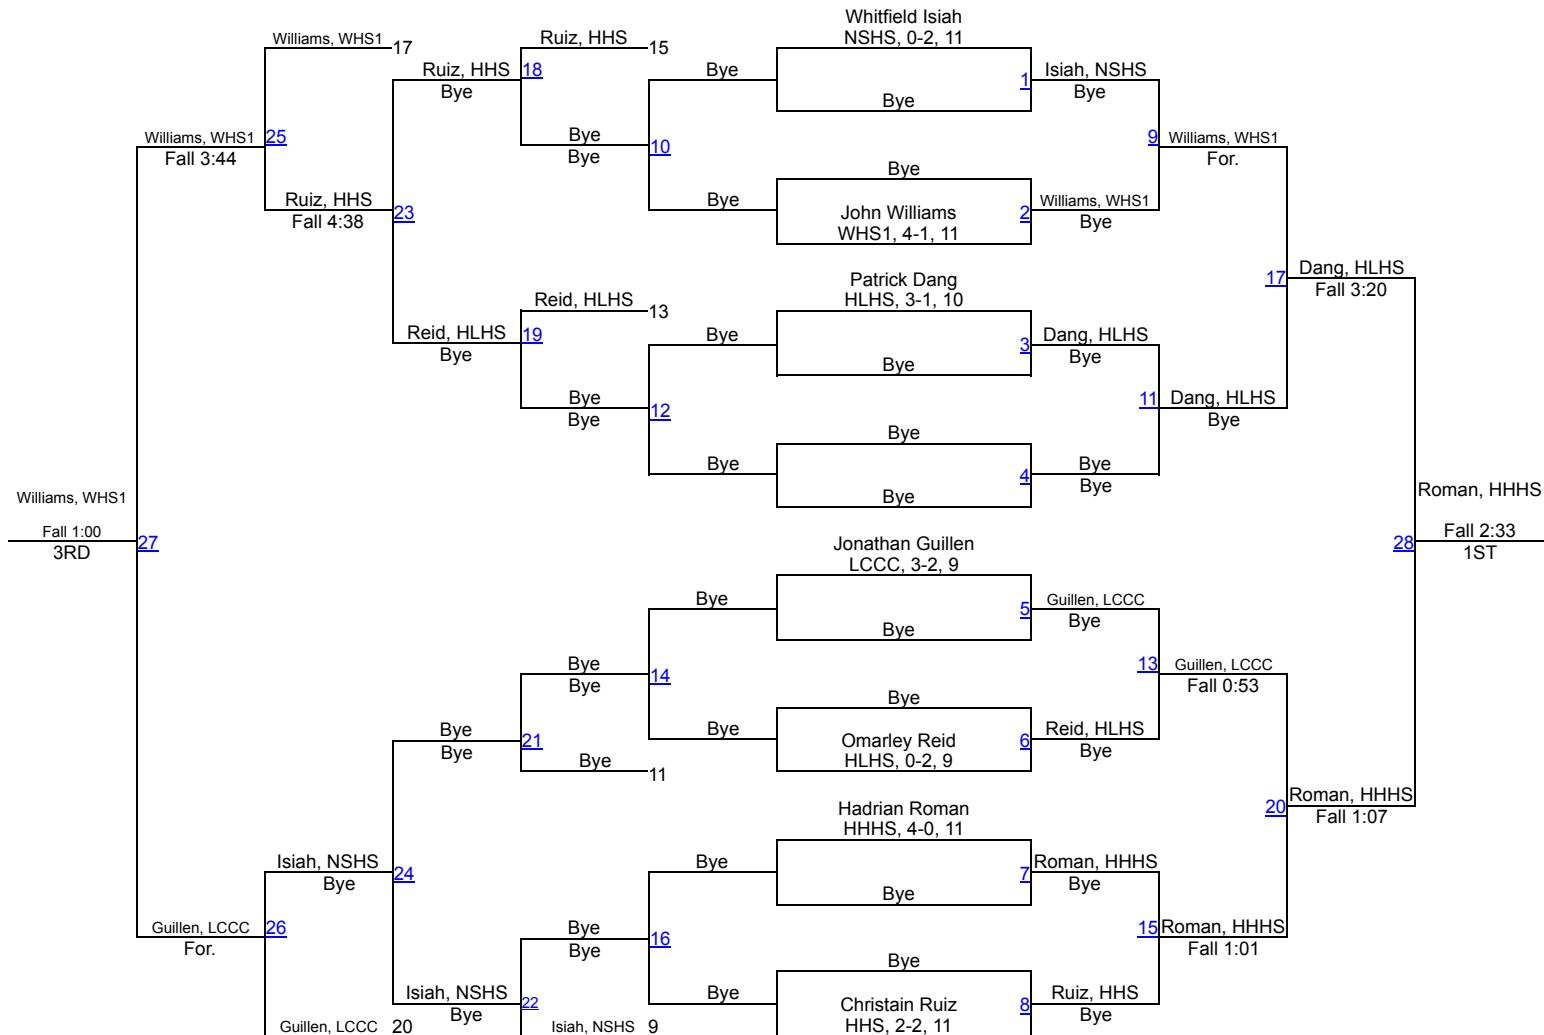 Whitfield Isiah
Williams, WHS1 17
Ruiz, HHS 15
NSHS, 0-2, 11
Ruiz, HHS 18
Bye
1 Isiah, NSHS
Bye
Bye
Bye
Williams, WHS1 25
Bye
10
9 Williams, WHS1
Fall 3:44
Bye
For.
Bye
Ruiz, HHS
Bye
John Williams
2 Williams, WHS1
Fall 4:38
23
WHS1, 4-1, 11
Bye
Patrick Dang
17 Dang, HLHS
Reid, HLHS 13
HLHS, 3-1, 10
Fall 3:20
Reid, HLHS 19
Bye
3 Dang, HLHS
Bye
Bye
Bye
Bye
12
11 Dang, HLHS
Bye
Bye
Bye
Bye
4 Bye
Bye
Bye
Williams, WHS1
Roman, HHHS
Fall 1:00
27
28
Fall 2:33
3RD
1ST
Jonathan Guillen
LCCC, 3-2, 9
Bye
5 Guillen, LCCC
Bye
Bye
Bye
14
13 Guillen, LCCC
Bye
Fall 0:53
Bye
Bye
21
Bye
Omarley Reid
6 Reid, HLHS
Bye
Bye
11
HLHS, 0-2, 9
Bye
Hadrian Roman
20 Roman, HHHS
HHHS, 4-0, 11
Fall 1:07
Isiah, NSHS
24
Bye
7 Roman, HHHS
Bye
Bye
Bye
Guillen, LCCC 26
Bye
16
15 Roman, HHHS
For.
Bye
Fall 1:01
Bye
Isiah, NSHS 22
Bye
Christain Ruiz
8 Ruiz, HHS
Bye
HHS, 2-2, 11
Bye
Guillen, LCCC 20
Isiah, NSHS 9